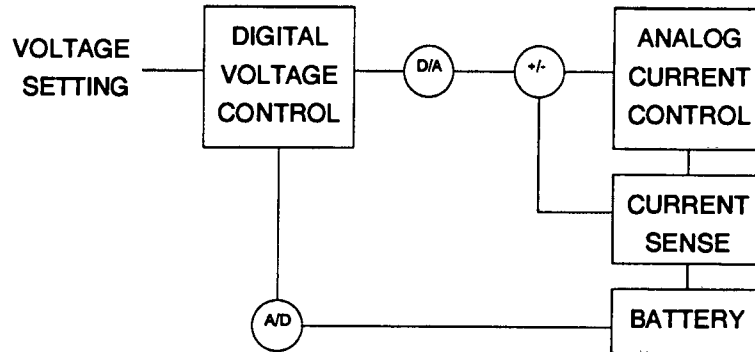 VOLTAGE
SETTING
DIGITAL
VOLTAGE
CONTROL
D/A
+/-
ANALOG
CURRENT
CONTROL
CURRENT
SENSE
A/D
BATTERY